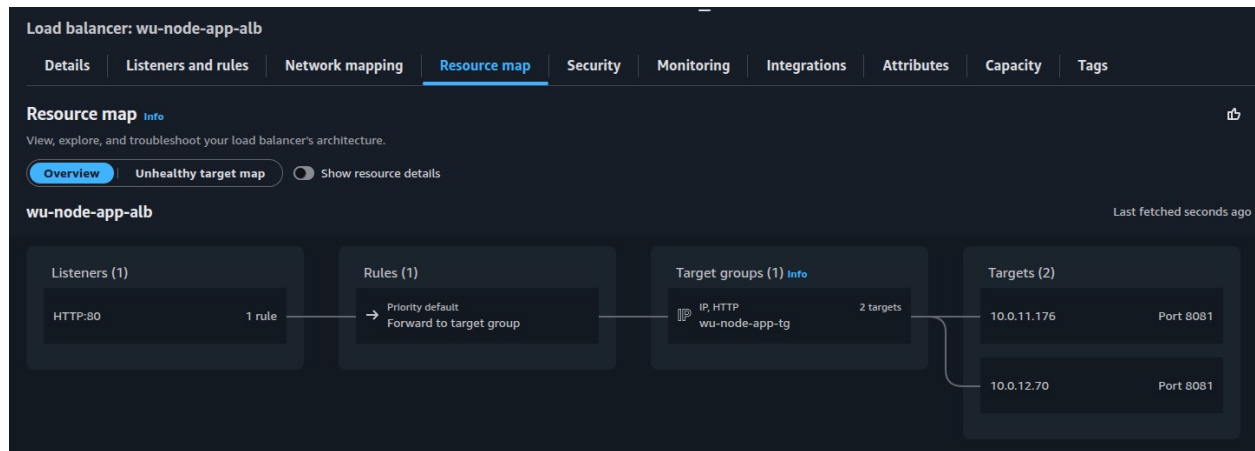 Load balancer: wu-node-app-alb
Details Listeners and rules Network mapping Resource map Security Monitoring Integrations Attributes Capacity Tags
Resource map Info
View, explore, and troubleshoot your load balancer's architecture.
Overview Unhealthy target map Show resource details
wu-node-app-alb Last fetched seconds ago
Listeners (1)
HTTP:80 1 rule
Rules (1)
Priority default
Forward to target group
Target groups (1) Info
IP, HTTP 2 targets
wu-node-app-tg
Targets (2)
10.0.11.176 Port 8081
10.0.12.70 Port 8081